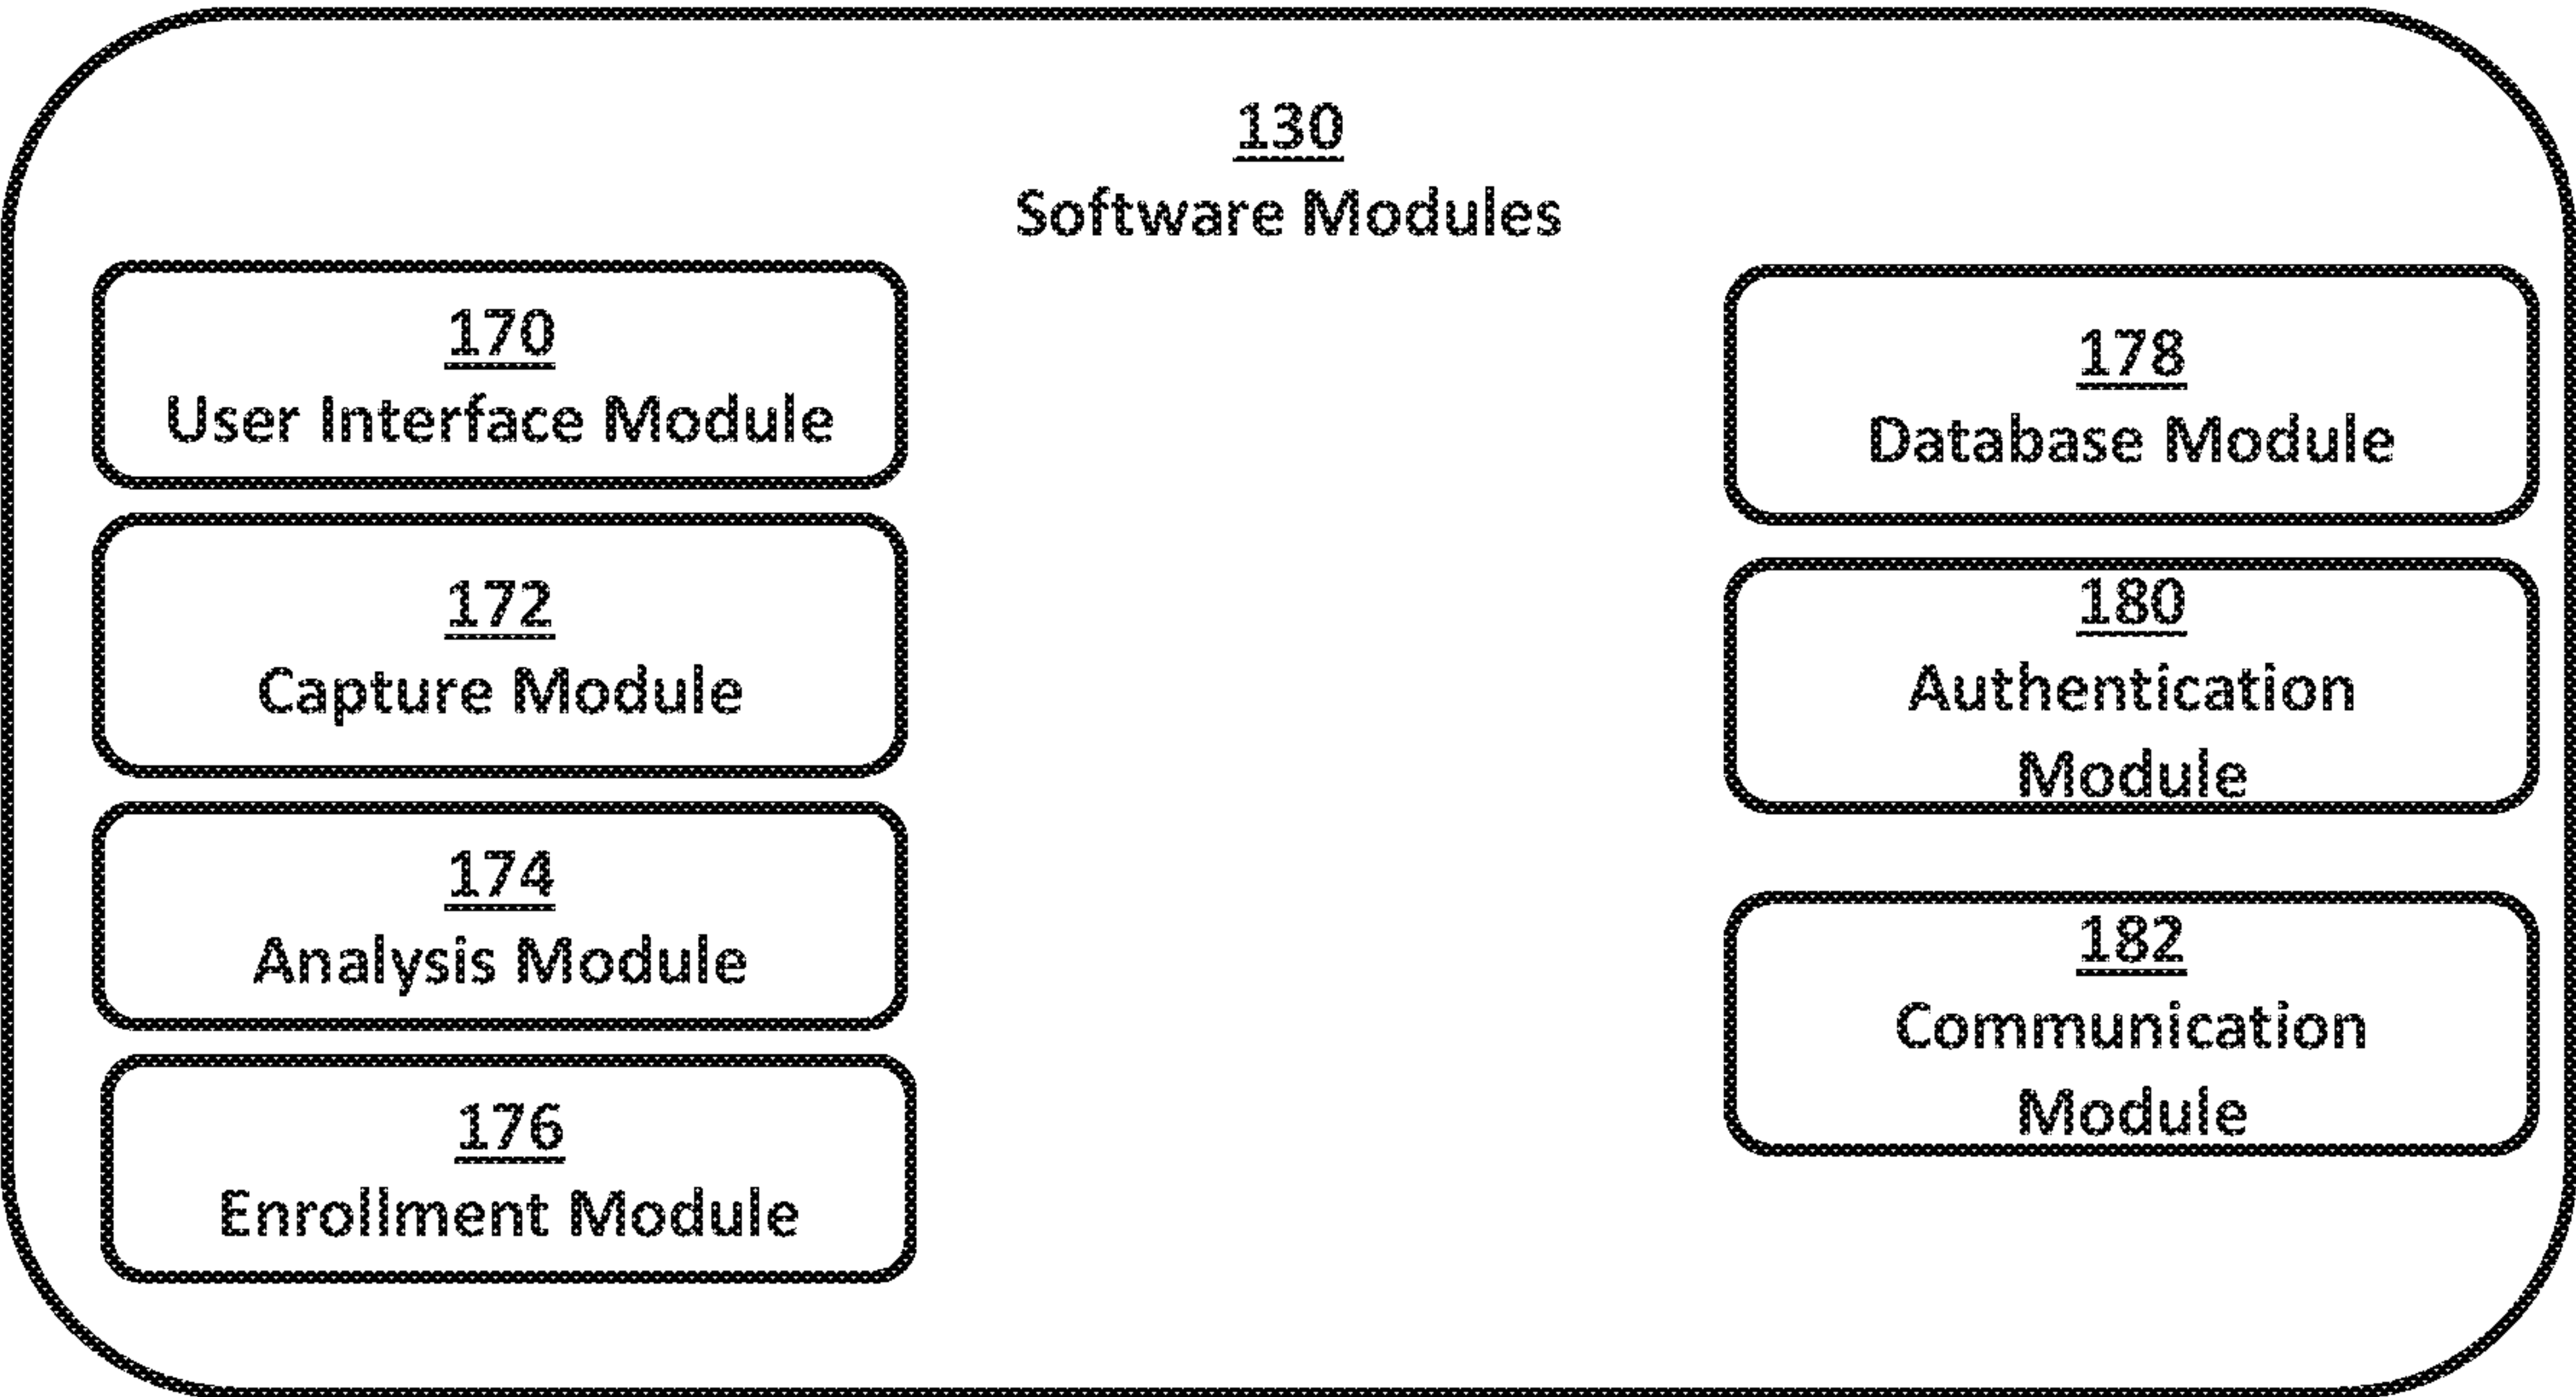 130
Software Modules
170
User Interface Module
172
Capture Module
174
Analysis Module
176
Enrollment Module
178
Database Module
180
Authentication
Module
182
Communication
Module